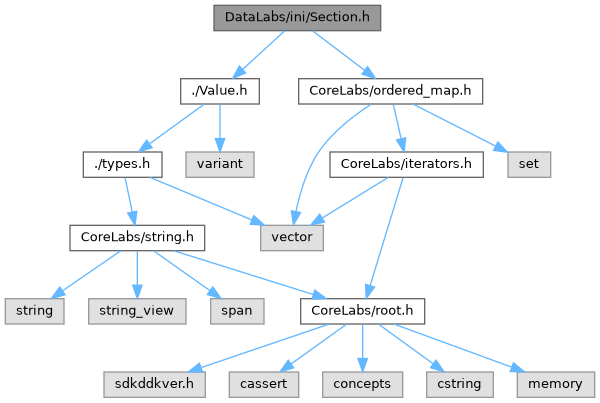 DataLabs/ini/Section.h
./Value.h
CoreLabs/ordered_map.h
./types.h
variant
CoreLabs/iterators.h
set
CoreLabs/string.h
vector
string
string_view
span
CoreLabs/root.h
sdkddkver.h
cassert
concepts
cstring
memory